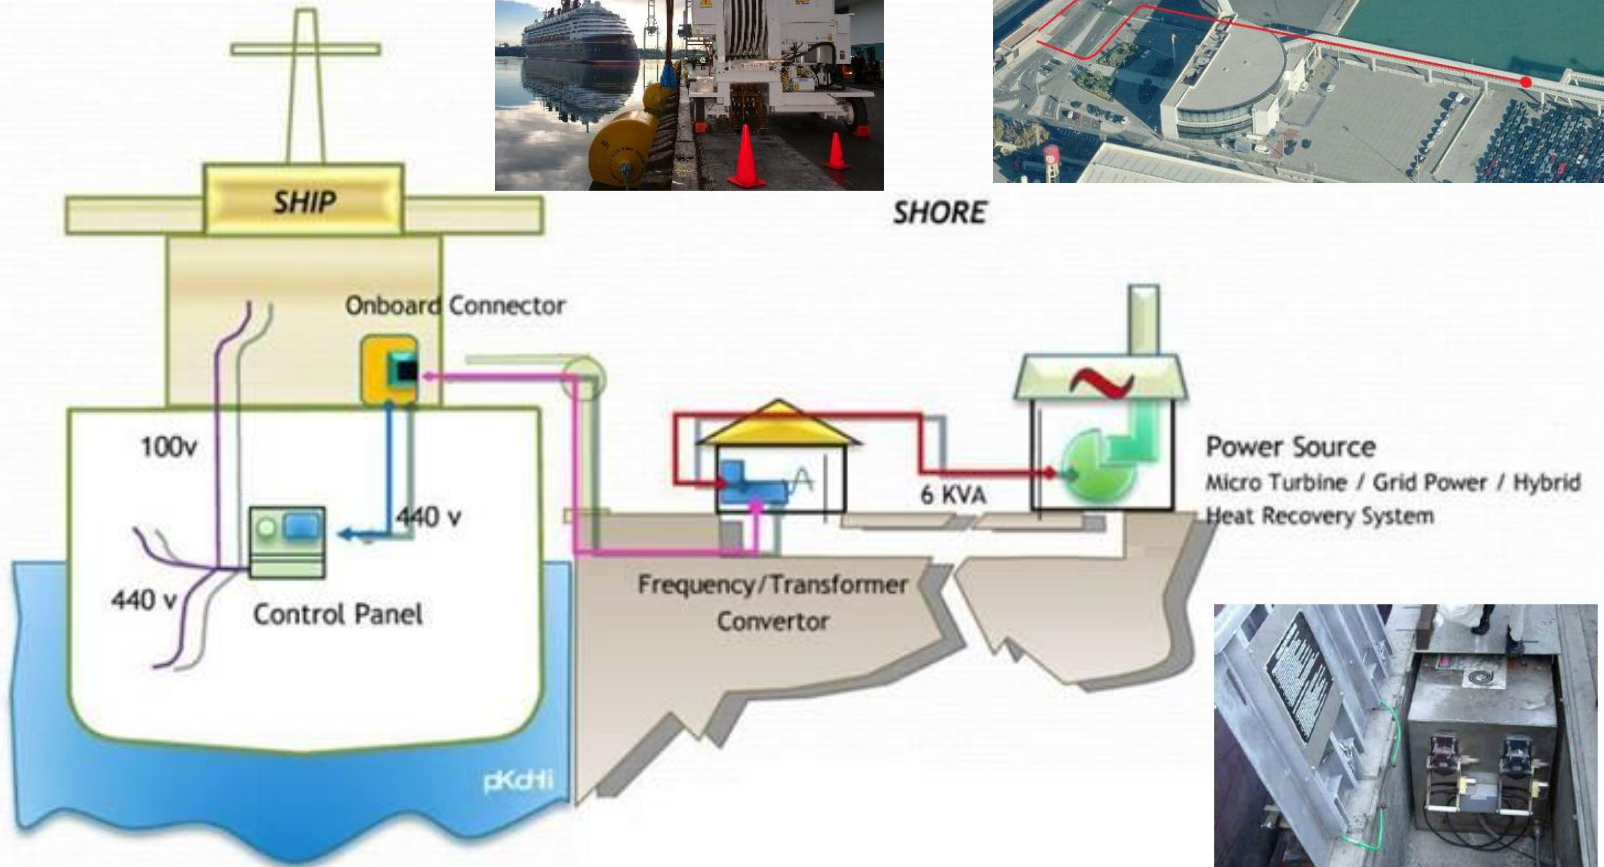 SHIP
SHORE
Onboard Connector
100v
440 v
440 v
Control Panel
6 KVA
Power Source
Micro Turbine / Grid Power / Hybrid
Heat Recovery System
Frequency/Transformer
Convertor